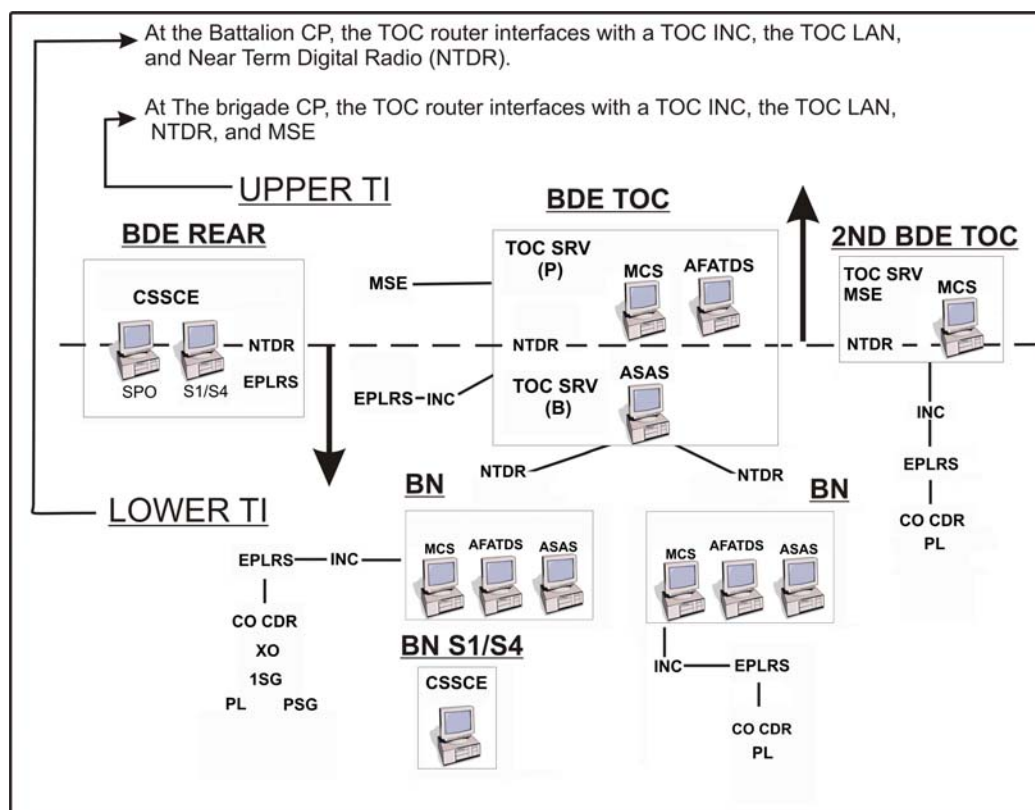 At the Battalion CP, the TOC router interfaces with a TOC INC, the TOC LAN,
and Near Term Digital Radio (NTDR).
At The brigade CP, the TOC router interfaces with a TOC INC, the TOC LAN,
NTDR, and MSE
UPPER TI
BDE REAR
CSSCE
SPO
S1/S4
NTDR
EPLRS
BDE TOC
TOC SRV
(P)
MCS
AFATDS
MSE
NTDR
EPLRS
INC
TOC SRV
(B)
ASAS
NTDR
NTDR
2ND BDE TOC
TOC SRV
MSE
MCS
NTDR
INC
EPLRS
CO CDR
PL
LOWER TI
BN
MCS
AFATDS
ASAS
EPLRS
INC
CO CDR
XO
1SG
PL
PSG
BN S1/S4
CSSCE
BN
MCS
AFATDS
ASAS
INC
EPLRS
CO CDR
PL